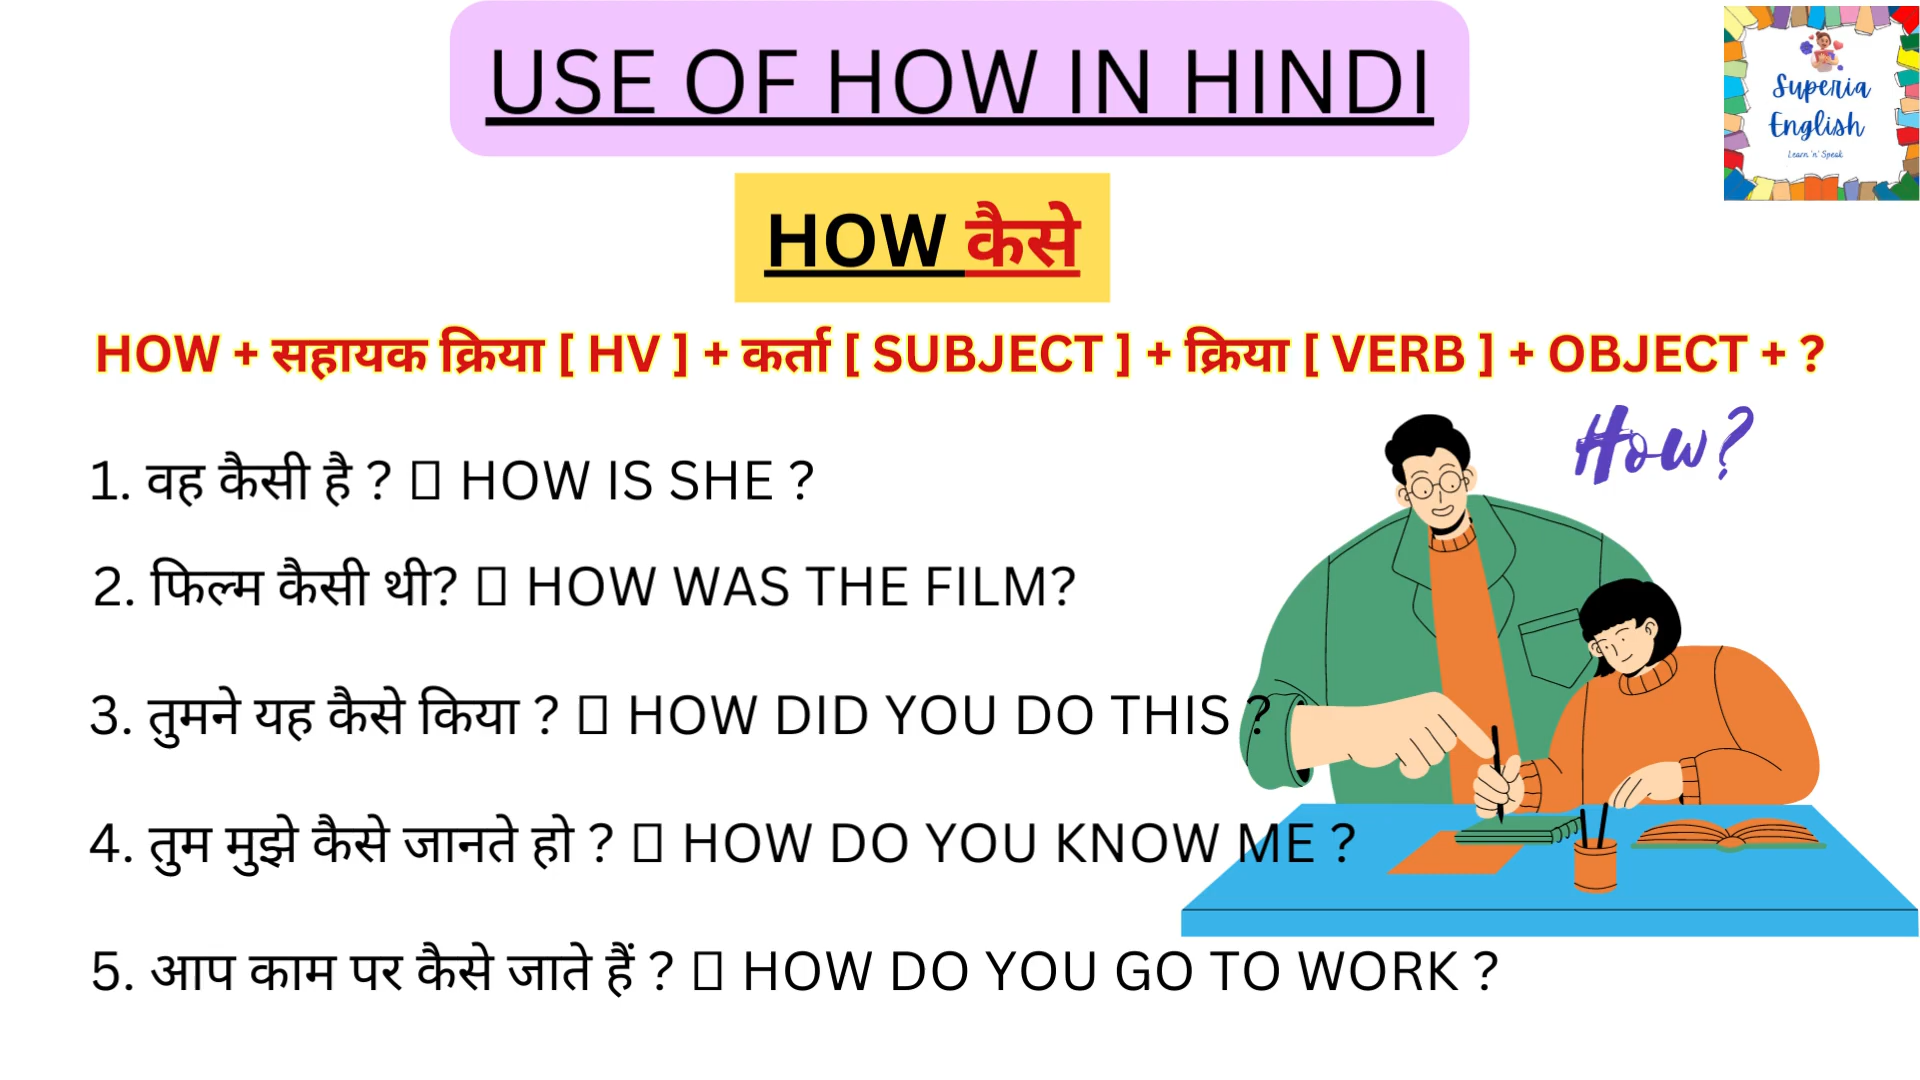 USE OF HOW IN HINDI
Superia
English
Learn 'n' Speak
HOW कैसे
HOW + सहायक क्रिया [ HV ] + कर्ता [ SUBJECT ] + क्रिया [ VERB ] + OBJECT + ?
How?
1. वह कैसी है ? ▯ HOW IS SHE ?
2. फिल्म कैसी थी? ▯ HOW WAS THE FILM?
3. तुमने यह कैसे किया ? ▯ HOW DID YOU DO THIS ?
4. तुम मुझे कैसे जानते हो ? ▯ HOW DO YOU KNOW ME ?
5. आप काम पर कैसे जाते हैं ? ▯ HOW DO YOU GO TO WORK ?